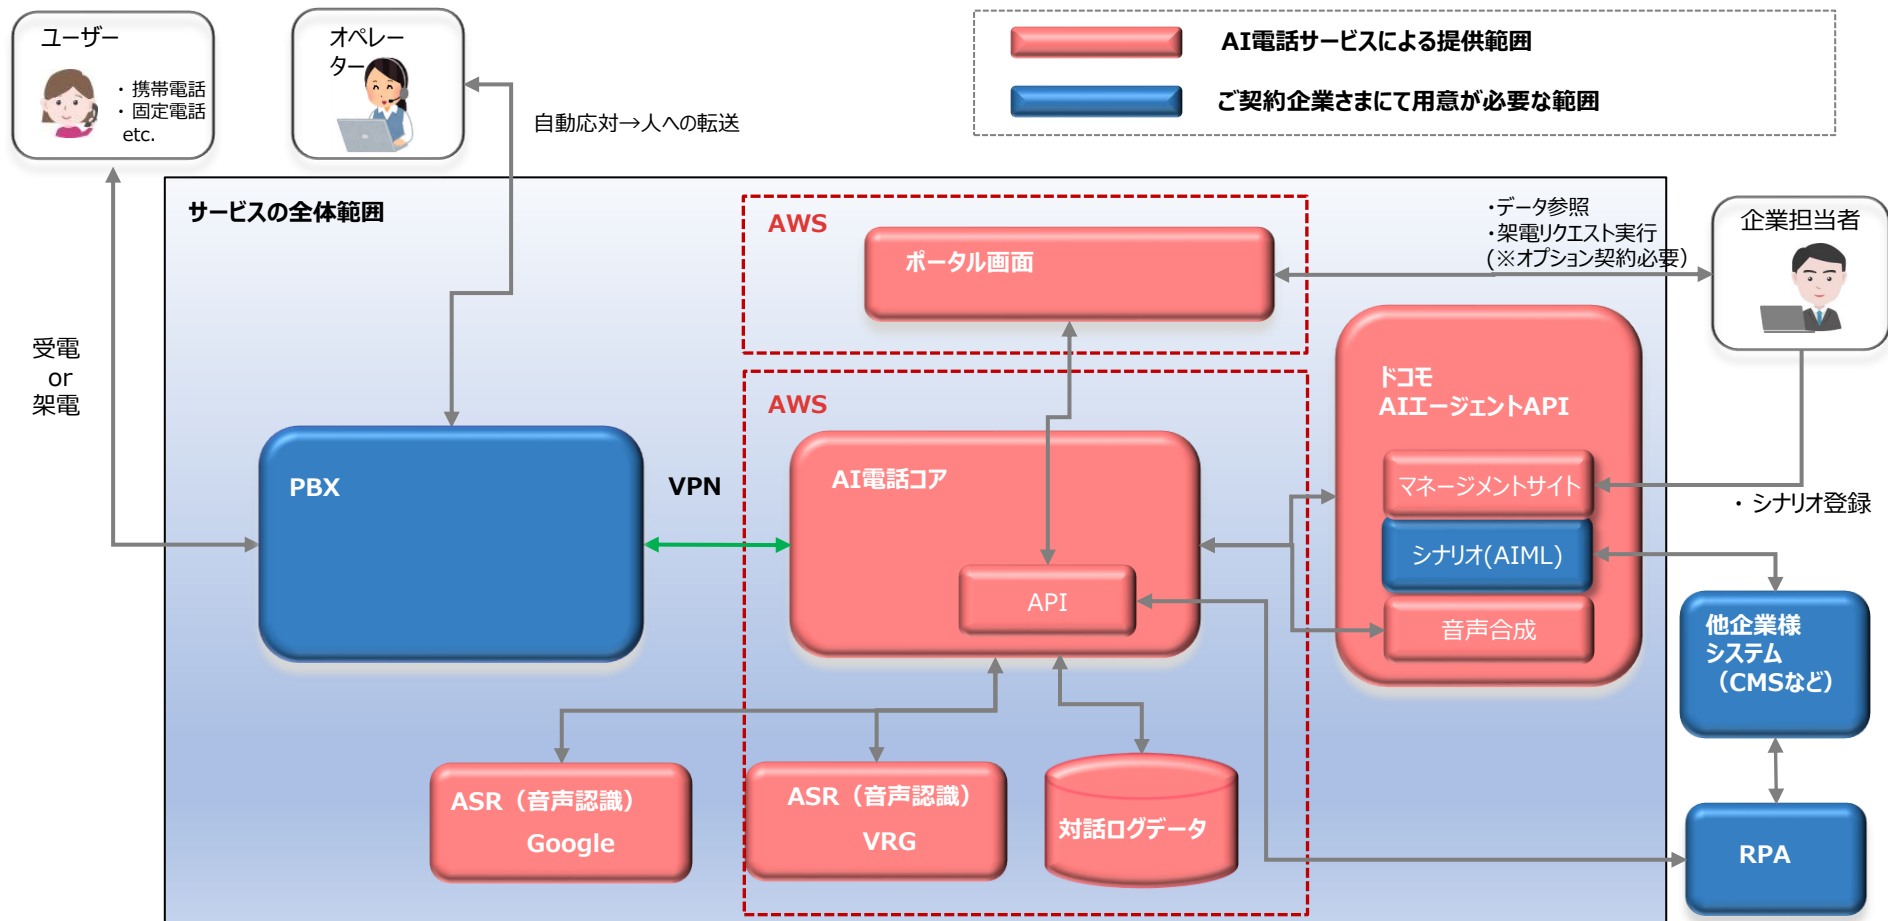 ユーザー
・携帯電話
・固定電話
etc.
オペレー
ター
自動応対→人への転送
AI電話サービスによる提供範囲
ご契約企業さまにて用意が必要な範囲
サービスの全体範囲
AWS
ポータル画面
・データ参照
・架電リクエスト実行
(※オプション契約必要)
企業担当者
受電
or
架電
AWS
ドコモ
AIエージェントAPI
PBX
VPN
AI電話コア
マネージメントサイト
・シナリオ登録
シナリオ(AIML)
API
音声合成
他企業様
システム
（CMSなど）
ASR（音声認識）
Google
ASR（音声認識）
VRG
対話ログデータ
RPA